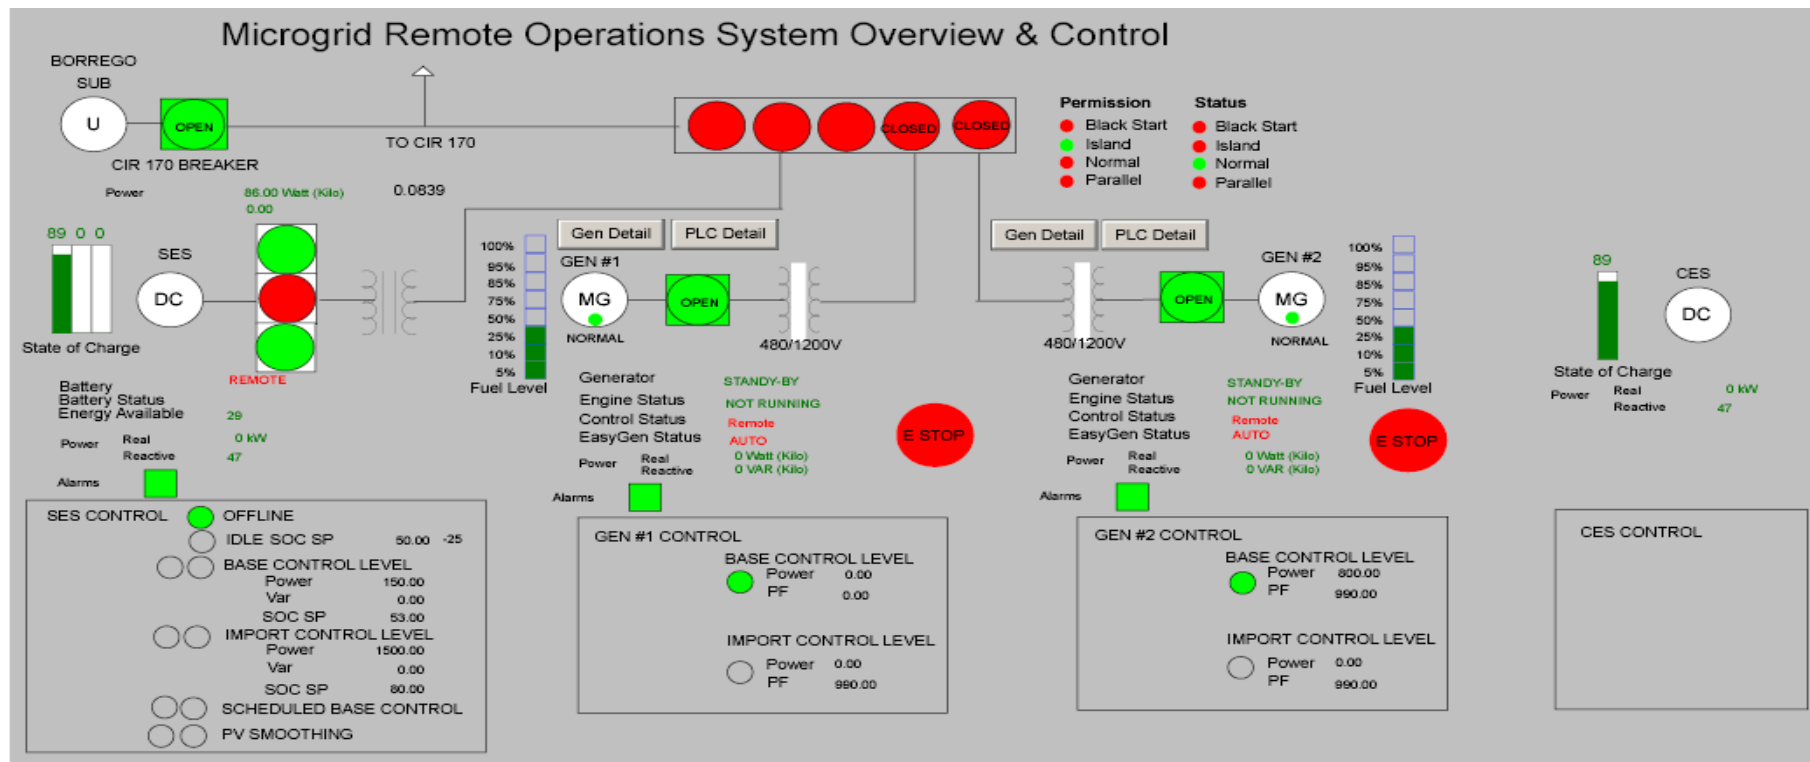 Microgrid Remote Operations System Overview & Control
BORREGO
SUB
U
OPEN
CIR 170 BREAKER
TO CIR 170
CLOSED
CLOSED
Permission
Black Start
Island
Normal
Parallel
Status
Black Start
Island
Normal
Parallel
Power
86.00 Watt (Kilo)
0.00
0.0839
89 0 0
State of Charge
SES
DC
REMOTE
Battery
Battery Status
Energy Available 29
Power
Real 0 kW
Reactive 47
Alarms
SES CONTROL
OFFLINE
IDLE SOC SP 50.00 -25
BASE CONTROL LEVEL
Power 150.00
Var 0.00
SOC SP 53.00
IMPORT CONTROL LEVEL
Power 1500.00
Var 0.00
SOC SP 80.00
SCHEDULED BASE CONTROL
PV SMOOTHING
100%
95%
85%
75%
50%
25%
10%
5%
Fuel Level
Gen Detail
PLC Detail
GEN #1
MG
NORMAL
OPEN
480/1200V
Generator STANDY-BY
Engine Status NOT RUNNING
Control Status Remote
EasyGen Status AUTO
Power
Real 0 Watt (Kilo)
Reactive 0 VAR (Kilo)
E STOP
Alarms
GEN #1 CONTROL
BASE CONTROL LEVEL
Power 0.00
PF 0.00
IMPORT CONTROL LEVEL
Power 0.00
PF 990.00
Gen Detail
PLC Detail
GEN #2
MG
NORMAL
OPEN
480/1200V
100%
95%
85%
75%
50%
25%
10%
5%
Fuel Level
Generator STANDY-BY
Engine Status NOT RUNNING
Control Status Remote
EasyGen Status AUTO
Power
Real 0 Watt (Kilo)
Reactive 0 VAR (Kilo)
E STOP
Alarms
GEN #2 CONTROL
BASE CONTROL LEVEL
Power 800.00
PF 990.00
IMPORT CONTROL LEVEL
Power 0.00
PF 990.00
89
State of Charge
CES
DC
Power
Real 0 kW
Reactive 47
CES CONTROL